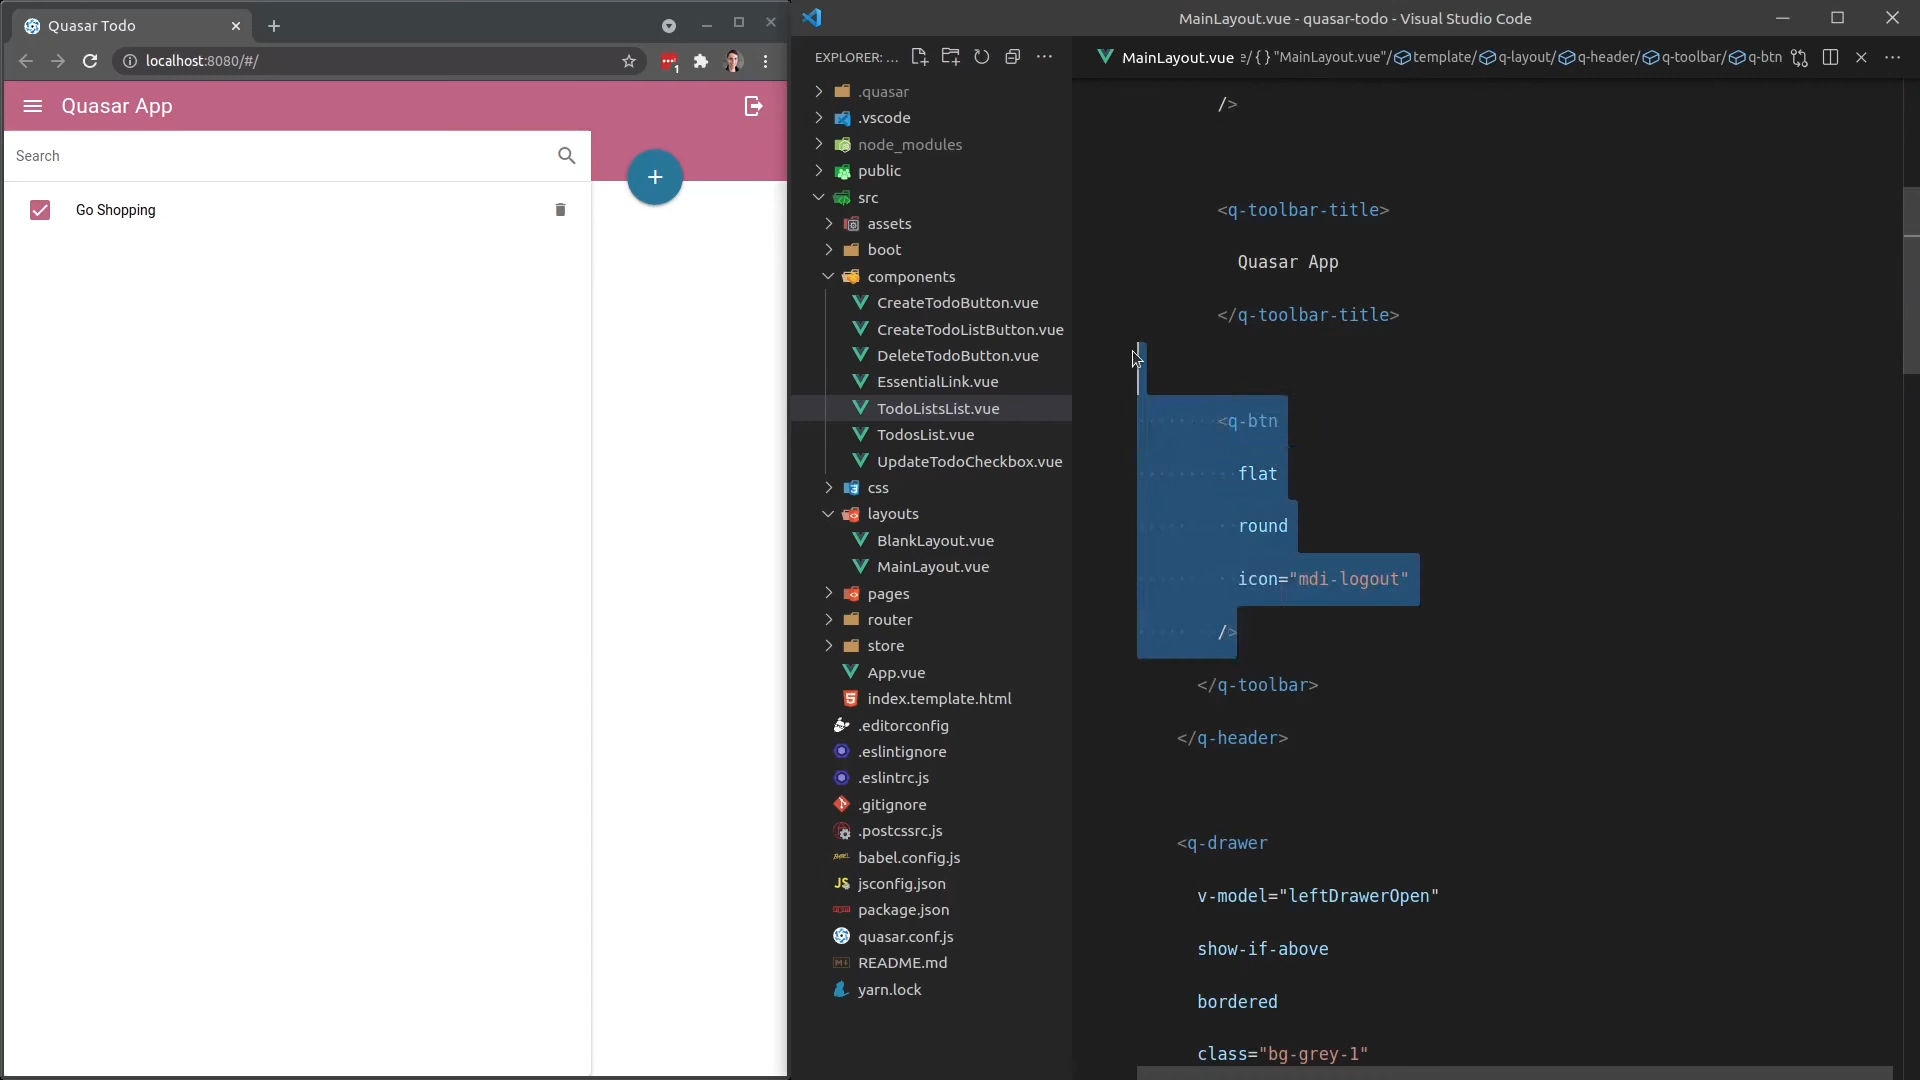 Quasar Todo
localhost:8080/#/
1
Quasar App
Search
Go Shopping
MainLayout.vue - quasar-todo - Visual Studio Code
EXPLORER: ...
.quasar
.vscode
node_modules
public
src
assets
boot
components
CreateTodoButton.vue
CreateTodoListButton.vue
DeleteTodoButton.vue
EssentialLink.vue
TodoListsList.vue
TodosList.vue
UpdateTodoCheckbox.vue
css
layouts
BlankLayout.vue
MainLayout.vue
pages
router
store
App.vue
index.template.html
.editorconfig
.eslintignore
.eslintrc.js
.gitignore
.postcssrc.js
babel.config.js
jsconfig.json
package.json
quasar.conf.js
README.md
yarn.lock
MainLayout.vue e/{}"MainLayout.vue"/template/q-layout/q-header/q-toolbar/q-btn
/>
<q-toolbar-title>
Quasar App
</q-toolbar-title>
<q-btn
flat
round
icon="mdi-logout"
/>
</q-toolbar>
</q-header>
<q-drawer
v-model="leftDrawerOpen"
show-if-above
bordered
class="bg-grey-1"